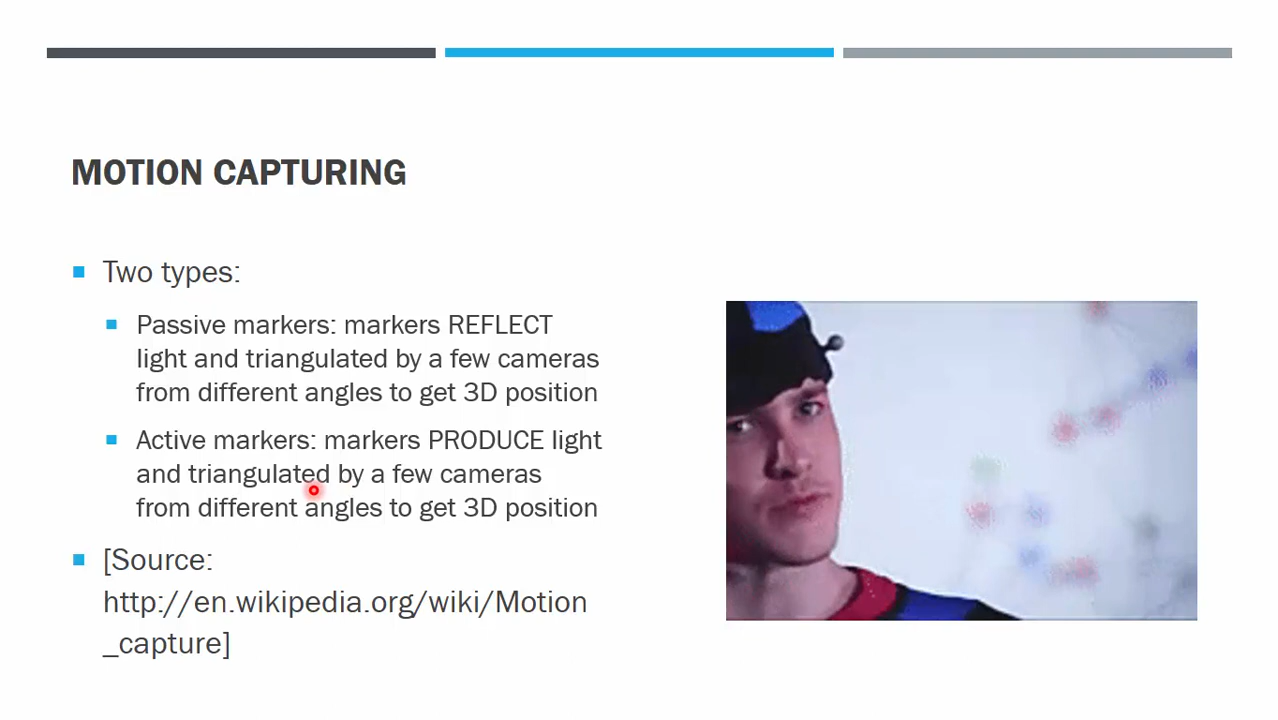 MOTION CAPTURING
Two types:
Passive markers: markers REFLECT
light and triangulated by a few cameras
from different angles to get 3D position
Active markers: markers PRODUCE light
and triangulated by a few cameras
from different angles to get 3D position
[Source:
http://en.wikipedia.org/wiki/Motion
_capture]